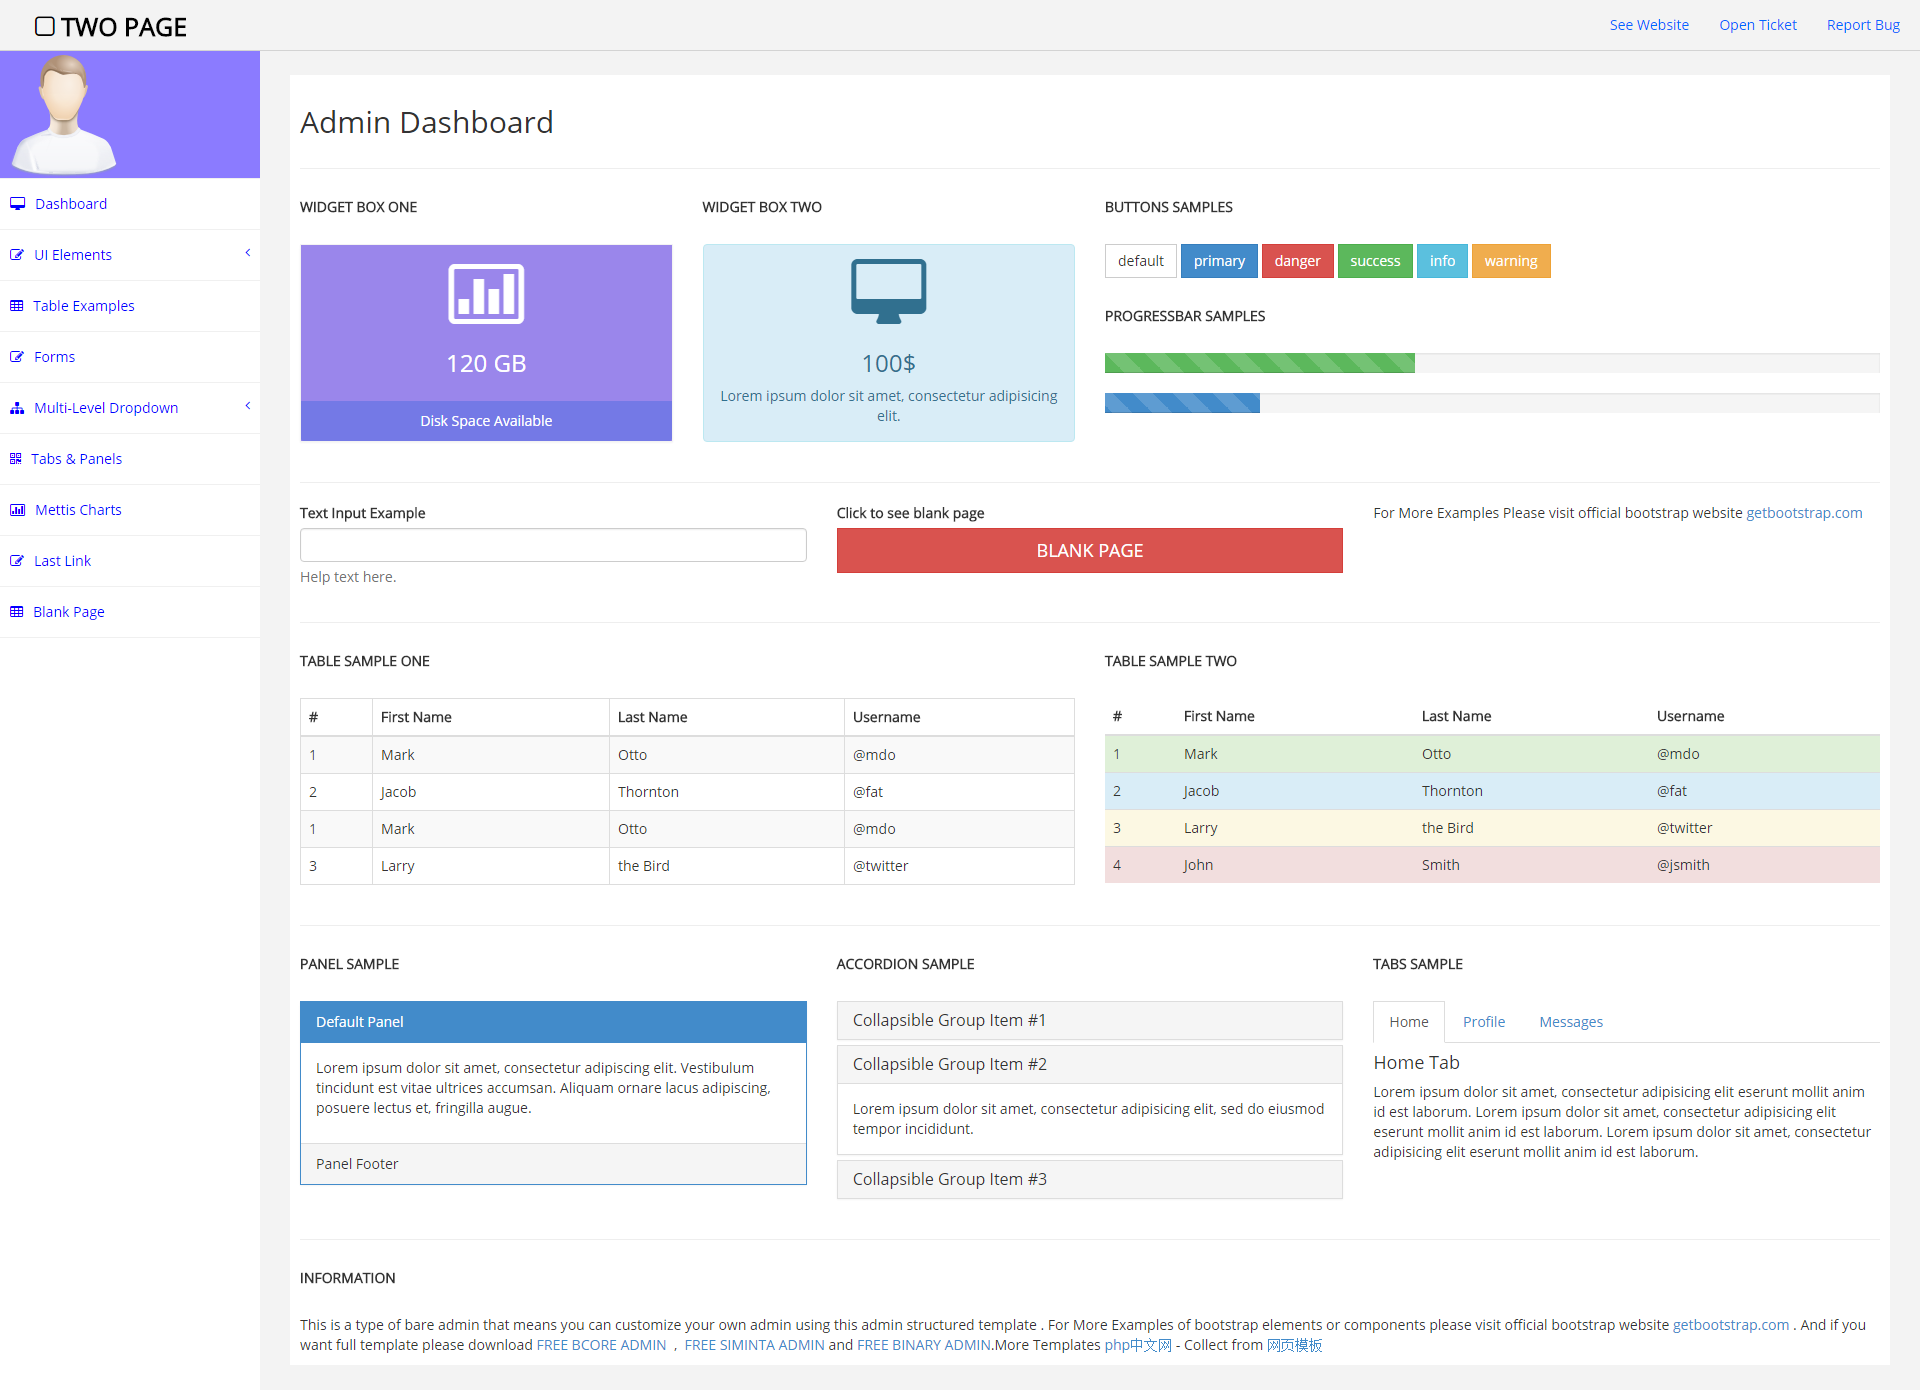 TWO PAGE
See Website
Open Ticket
Report Bug
Dashboard
UI Elements
Table Examples
Forms
Multi-Level Dropdown
Tabs & Panels
Mettis Charts
Last Link
Blank Page
Admin Dashboard
WIDGET BOX ONE
120 GB
Disk Space Available
WIDGET BOX TWO
100$
Lorem ipsum dolor sit amet, consectetur adipisicing
elit.
BUTTONS SAMPLES
default primary danger success info warning
PROGRESSBAR SAMPLES
Text Input Example
Help text here.
Click to see blank page
BLANK PAGE
For More Examples Please visit official bootstrap website getbootstrap.com
TABLE SAMPLE ONE
# First Name Last Name Username
1 Mark Otto @mdo
2 Jacob Thornton @fat
1 Mark Otto @mdo
3 Larry the Bird @twitter
TABLE SAMPLE TWO
# First Name Last Name Username
1 Mark Otto @mdo
2 Jacob Thornton @fat
3 Larry the Bird @twitter
4 John Smith @jsmith
PANEL SAMPLE
Default Panel
Lorem ipsum dolor sit amet, consectetur adipiscing elit. Vestibulum
tincidunt est vitae ultrices accumsan. Aliquam ornare lacus adipiscing,
posuere lectus et, fringilla augue.
Panel Footer
ACCORDION SAMPLE
Collapsible Group Item #1
Collapsible Group Item #2
Lorem ipsum dolor sit amet, consectetur adipisicing elit, sed do eiusmod
tempor incididunt.
Collapsible Group Item #3
TABS SAMPLE
Home Profile Messages
Home Tab
Lorem ipsum dolor sit amet, consectetur adipisicing elit eserunt mollit anim
id est laborum. Lorem ipsum dolor sit amet, consectetur adipisicing elit
eserunt mollit anim id est laborum. Lorem ipsum dolor sit amet, consectetur
adipisicing elit eserunt mollit anim id est laborum.
INFORMATION
This is a type of bare admin that means you can customize your own admin using this admin structured template . For More Examples of bootstrap elements or components please visit official bootstrap website getbootstrap.com . And if you
want full template please download FREE BCORE ADMIN , FREE SIMINTA ADMIN and FREE BINARY ADMIN.More Templates php中文网 - Collect from 网页模板